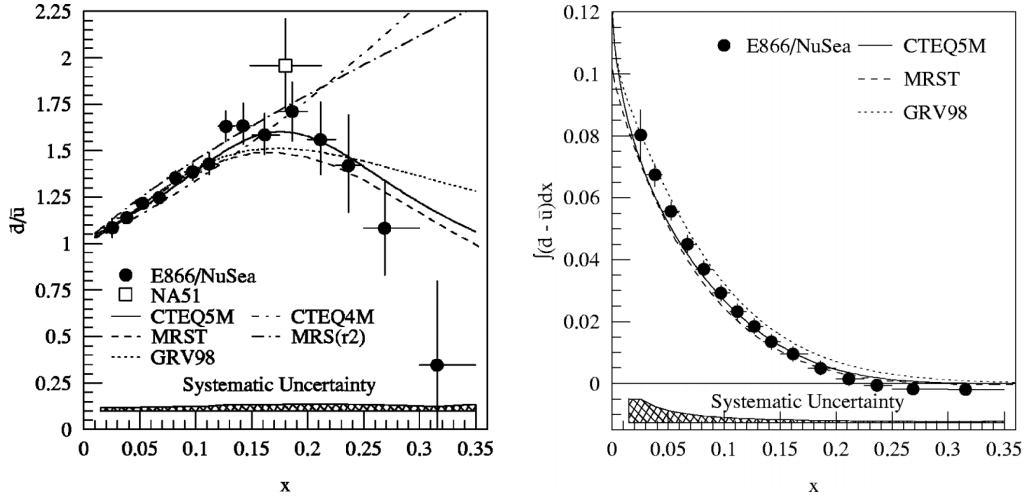 2.25
2
1.75
1.5
1.25
1
0.75
0.5
0.25
0
d̄/ū
E866/NuSea
NA51
CTEQ5M
CTEQ4M
MRST
MRS(r2)
GRV98
Systematic Uncertainty
0 0.05 0.1 0.15 0.2 0.25 0.3 0.35
x
0.12
0.1
0.08
0.06
0.04
0.02
0
∫(d̄ - ū)dx
E866/NuSea
CTEQ5M
MRST
GRV98
Systematic Uncertainty
0 0.05 0.1 0.15 0.2 0.25 0.3 0.35
x